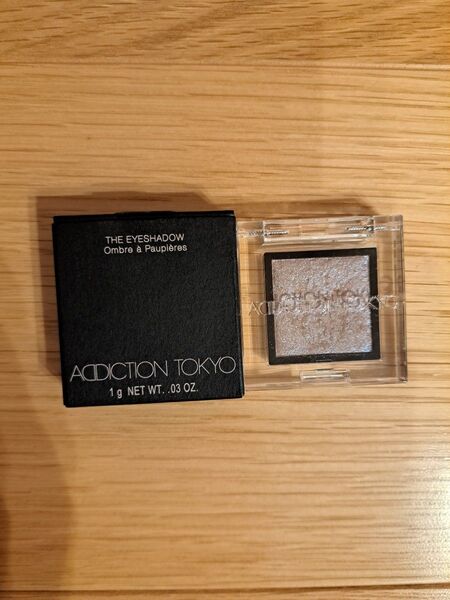 THE EYESHADOW
Ombre à Paupières
ADDICTION TOKYO
1 g NET WT. .03 OZ.
ADDICTION TOKYO